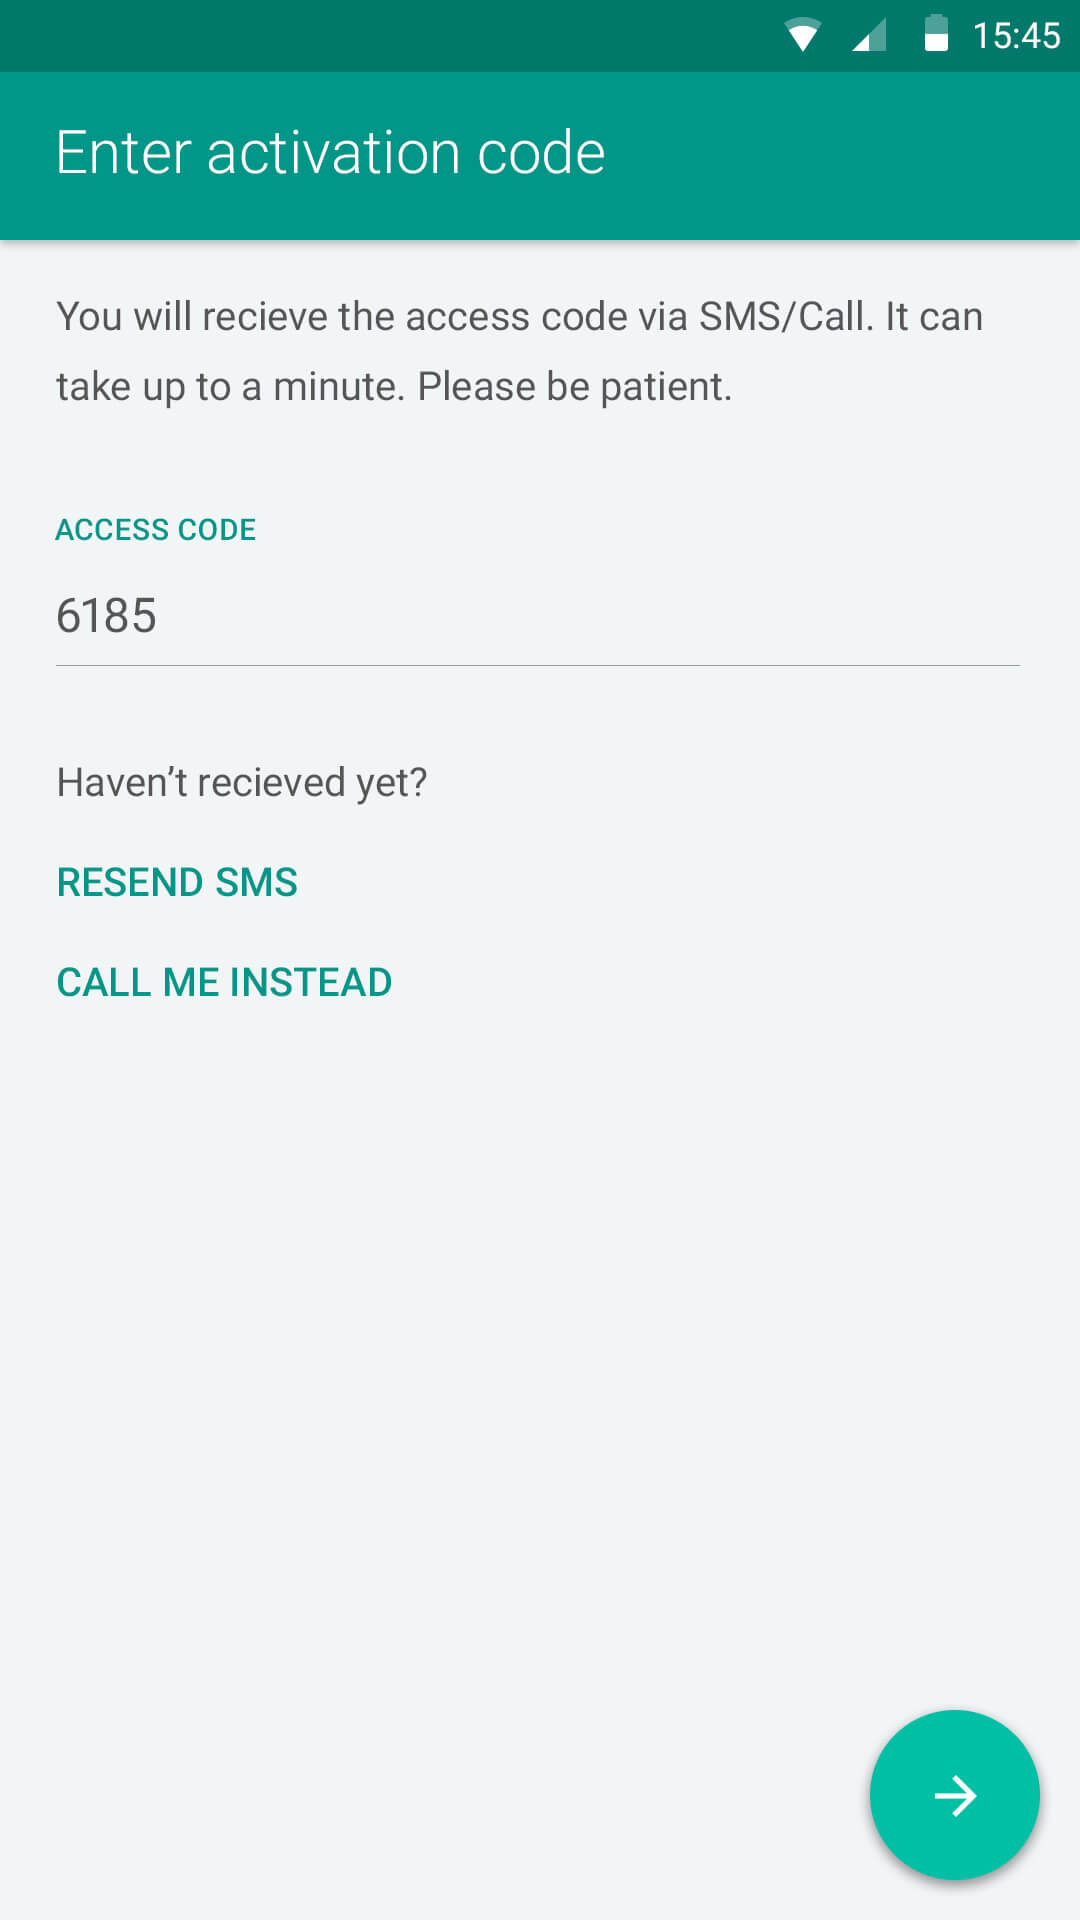 15:45
Enter activation code
You will recieve the access code via SMS/Call. It can
take up to a minute. Please be patient.
ACCESS CODE
6185
Haven’t recieved yet?
RESEND SMS
CALL ME INSTEAD